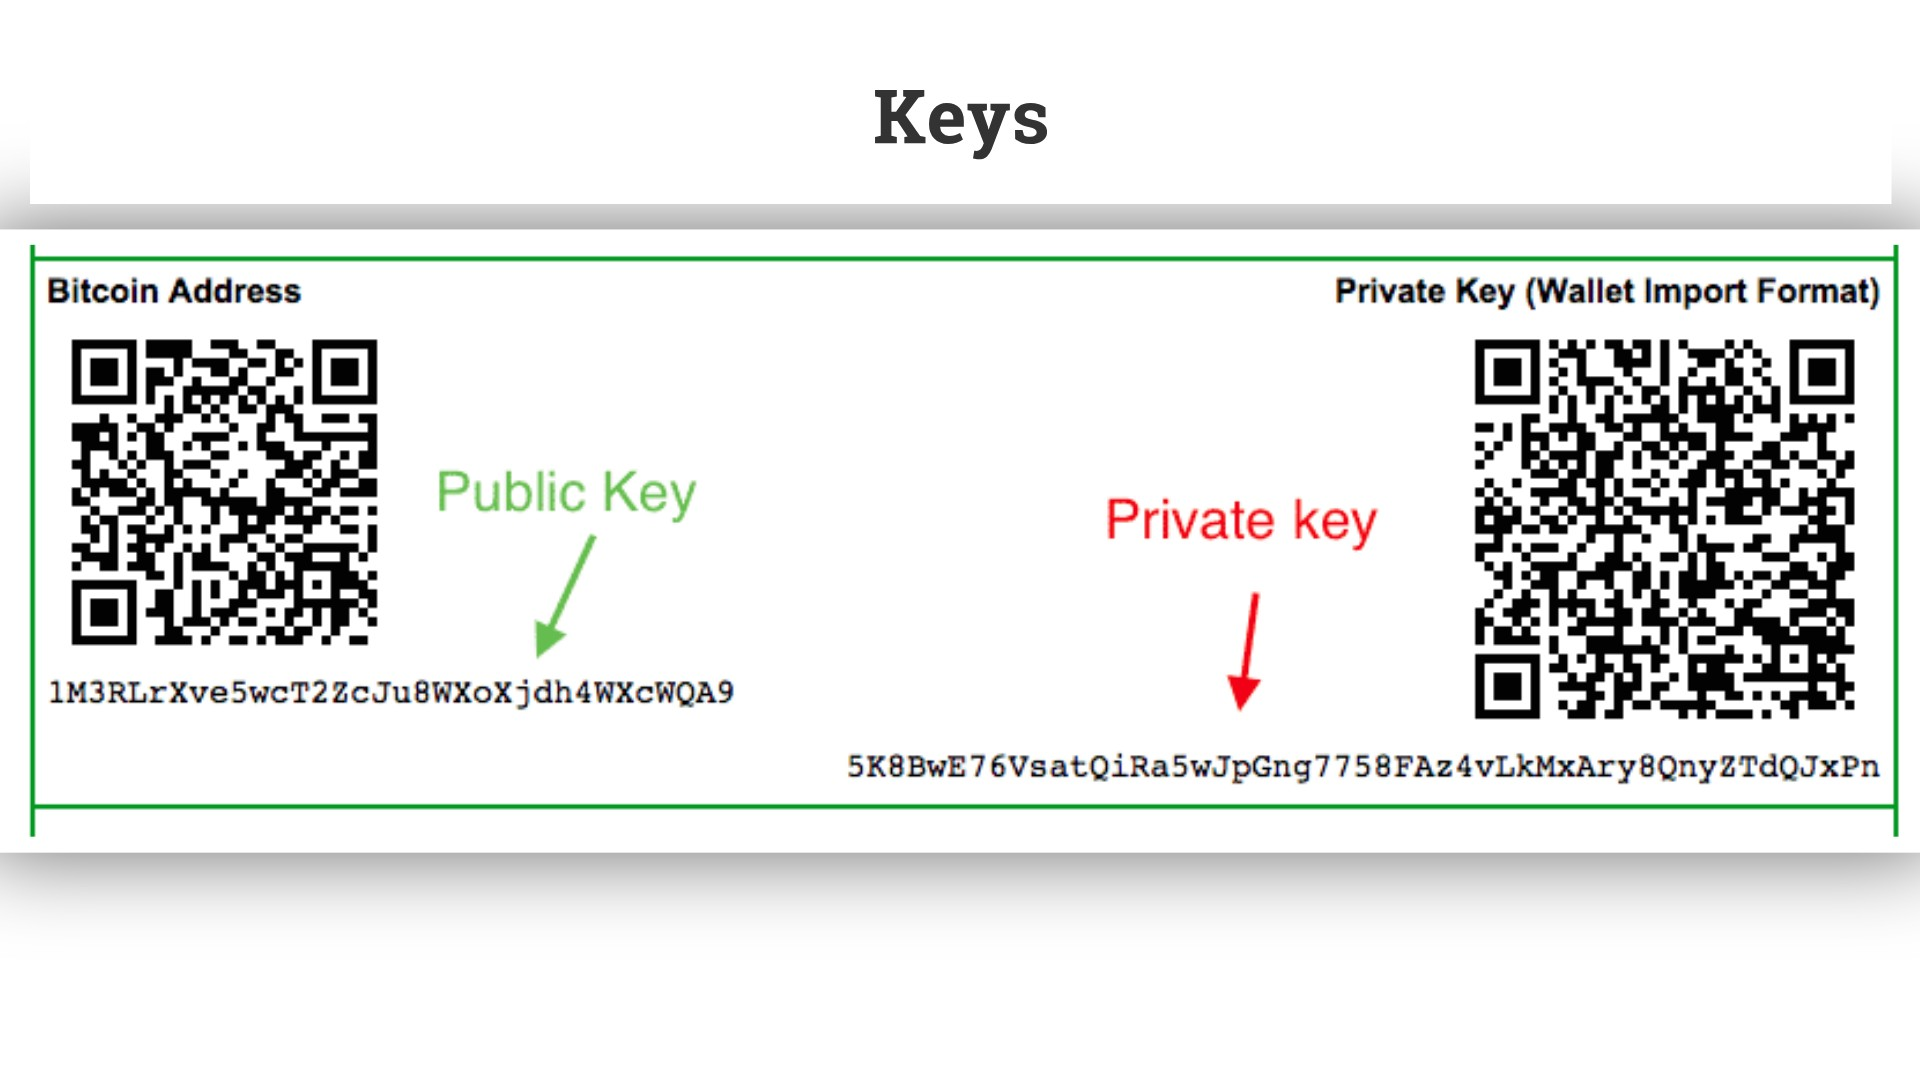 Keys
Bitcoin Address
Private Key (Wallet Import Format)
Public Key
Private key
1M3RLrXve5wcT2ZcJu8WXoXjdh4WXcWQA9
5K8BwE76VsatQiRa5wJpGng7758FAz4vLkMxAry8QnyZTdQJxPn